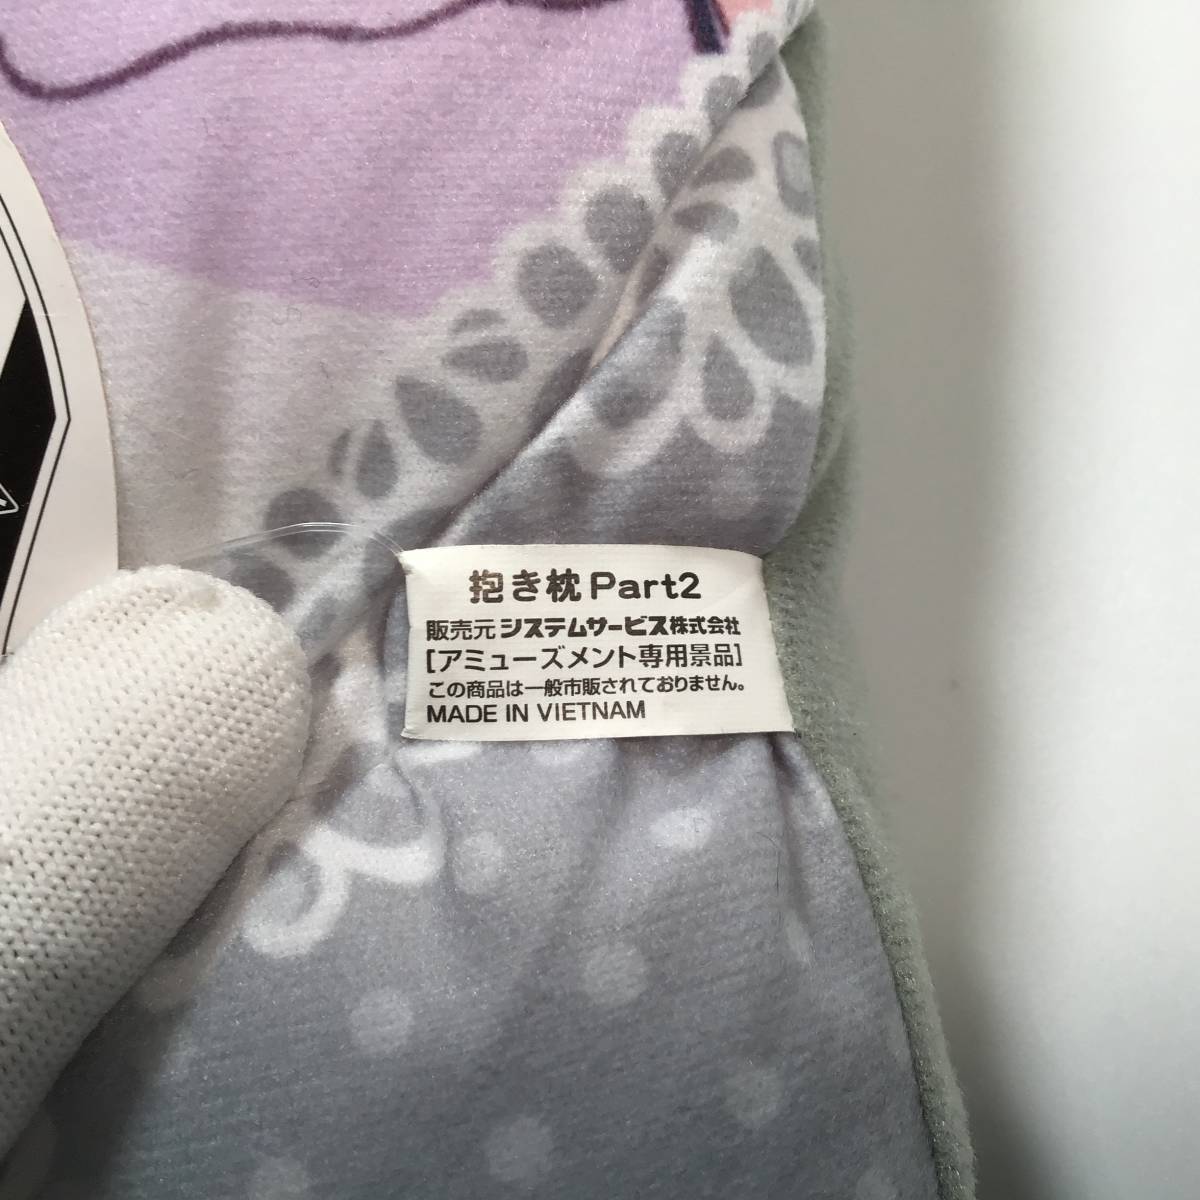 抱き枕Part2
販売元 システムサービス株式会社
[アミューズメント専用景品]
この商品は一般市販されておりません。
MADE IN VIETNAM